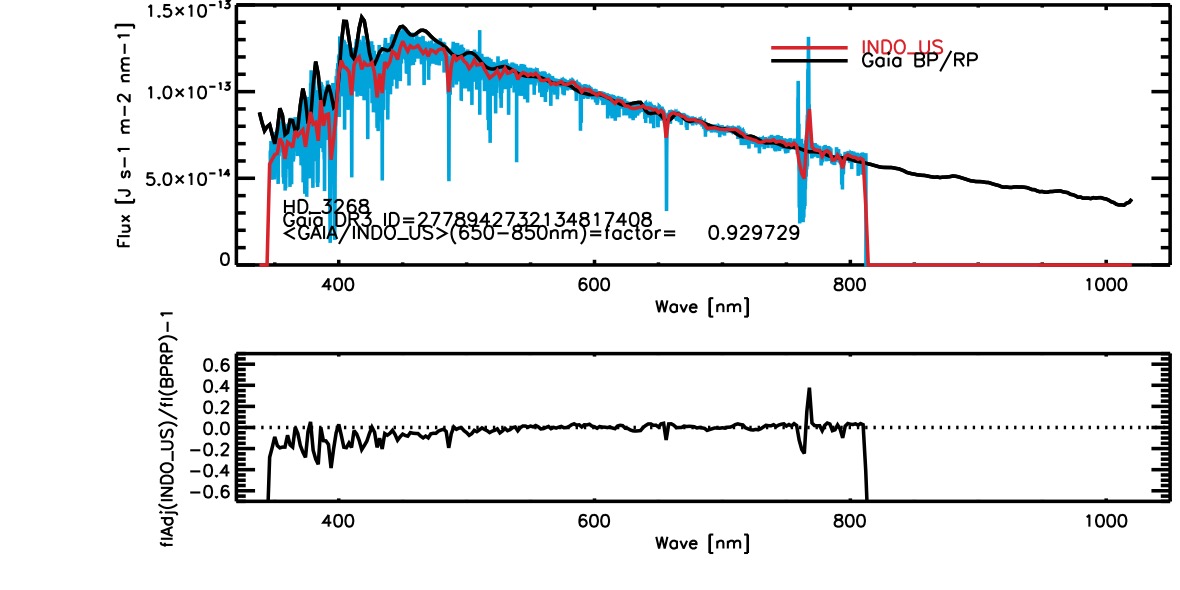 1.5×10⁻¹³
1.0×10⁻¹³
5.0×10⁻¹⁴
0
Flux [J s−1 m−2 nm−1]
INDO_US
Gaia BP/RP
HD_3268
Gaia DR3 ID=2778942732134817408
<GAIA/INDO_US>(650−850nm)=factor= 0.929729
400 600 800 1000
Wave [nm]
flAdj(INDO_US)/fl(BPRP)−1
0.6
0.4
0.2
0.0
−0.2
−0.4
−0.6
400 600 800 1000
Wave [nm]